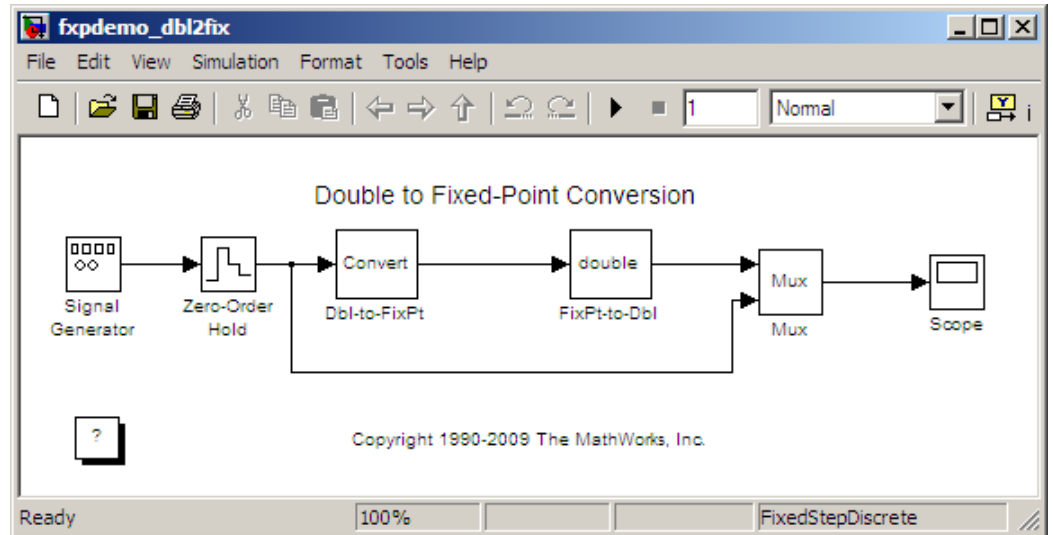 fxpdemo_dbl2fix
File Edit View Simulation Format Tools Help
1 Normal
Double to Fixed-Point Conversion
Convert
double
Mux
Signal Generator
Zero-Order Hold
Dbl-to-FixPt
FixPt-to-Dbl
Mux
Scope
?
Copyright 1990-2009 The MathWorks, Inc.
Ready 100% FixedStepDiscrete